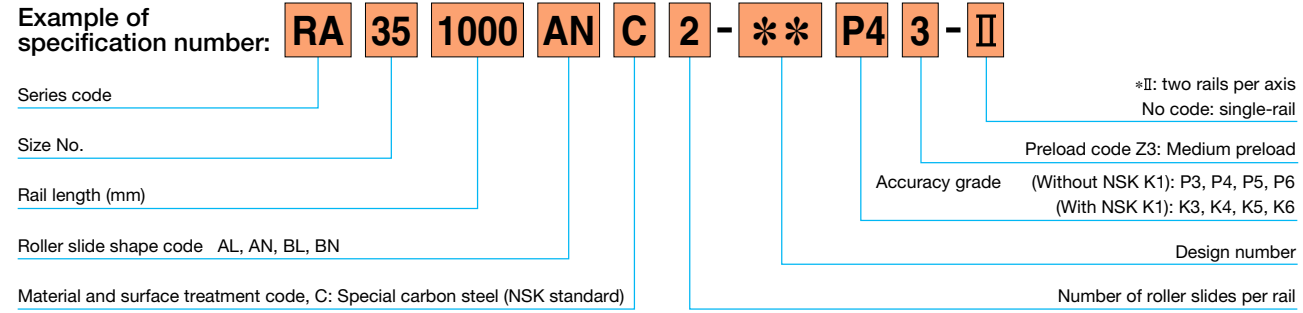 Example of
specification number: RA 35 1000 AN C 2 - ** P4 3 - Ⅱ
Series code
*Ⅱ: two rails per axis
No code: single-rail
Size No.
Preload code Z3: Medium preload
Rail length (mm)
Accuracy grade (Without NSK K1): P3, P4, P5, P6
(With NSK K1): K3, K4, K5, K6
Roller slide shape code AL, AN, BL, BN
Design number
Material and surface treatment code, C: Special carbon steel (NSK standard)
Number of roller slides per rail